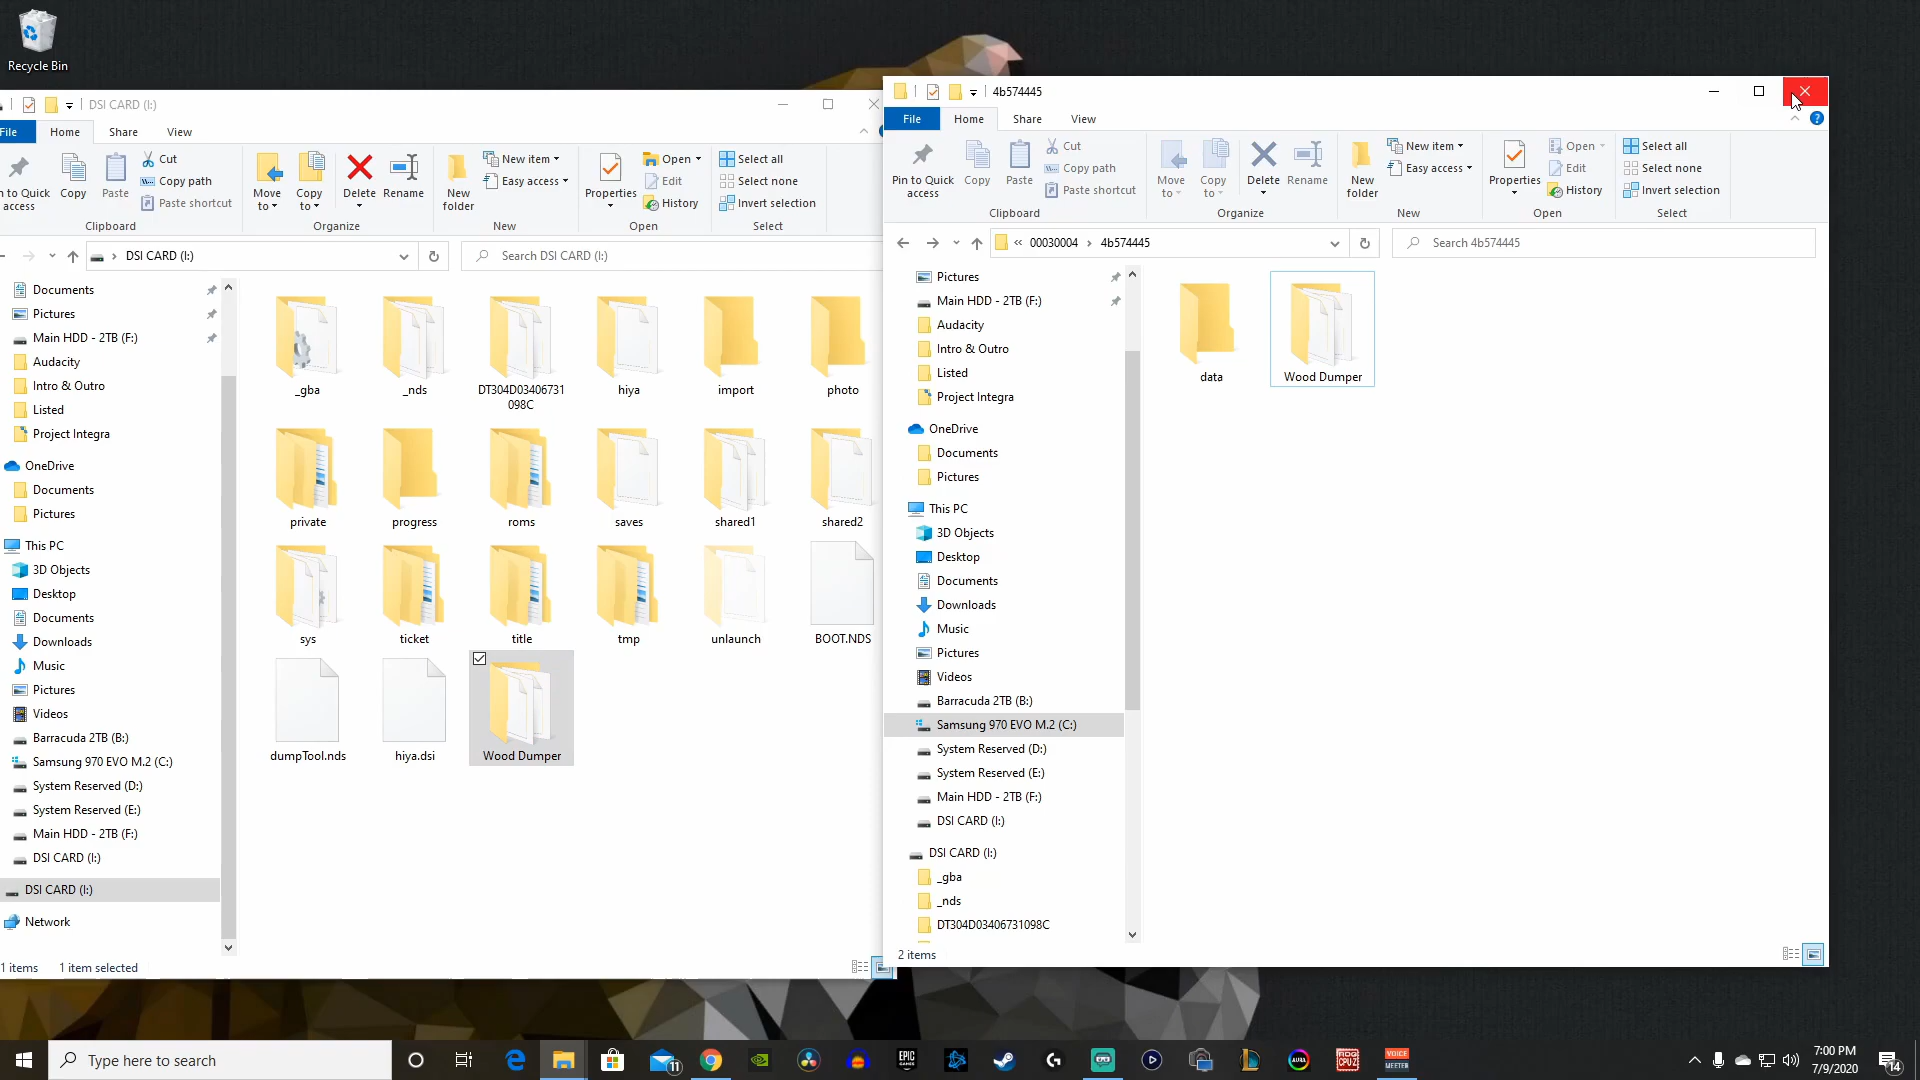 Recycle Bin
DSI CARD (I:)
File
Home
Share
View
n to Quick
access
Copy
Paste
Cut
Copy path
Paste shortcut
Clipboard
Move
to
Copy
to
Delete
Rename
Organize
New
folder
New item
Easy access
New
Properties
Open
Edit
History
Open
Select all
Select none
Invert selection
Select
DSI CARD (I:)
Search DSI CARD (I:)
Documents
Pictures
Main HDD - 2TB (F:)
Audacity
Intro & Outro
Listed
Project Integra
OneDrive
Documents
Pictures
This PC
3D Objects
Desktop
Documents
Downloads
Music
Pictures
Videos
Barracuda 2TB (B:)
Samsung 970 EVO M.2 (C:)
System Reserved (D:)
System Reserved (E:)
Main HDD - 2TB (F:)
DSI CARD (I:)
DSI CARD (I:)
Network
_gba
_nds
DT304D03406731
098C
hiya
import
photo
private
progress
roms
saves
shared1
shared2
sys
ticket
title
tmp
unlaunch
BOOT.NDS
dumpTool.nds
hiya.dsi
Wood Dumper
1 items
1 item selected
4b574445
File
Home
Share
View
Pin to Quick
access
Copy
Paste
Cut
Copy path
Paste shortcut
Clipboard
Move
to
Copy
to
Delete
Rename
Organize
New
folder
New item
Easy access
New
Properties
Open
Edit
History
Open
Select all
Select none
Invert selection
Select
« 00030004 › 4b574445
Search 4b574445
Pictures
Main HDD - 2TB (F:)
Audacity
Intro & Outro
Listed
Project Integra
OneDrive
Documents
Pictures
This PC
3D Objects
Desktop
Documents
Downloads
Music
Pictures
Videos
Barracuda 2TB (B:)
Samsung 970 EVO M.2 (C:)
System Reserved (D:)
System Reserved (E:)
Main HDD - 2TB (F:)
DSI CARD (I:)
DSI CARD (I:)
_gba
_nds
DT304D03406731098C
data
Wood Dumper
2 items
Type here to search
11
EPIC
GAMES
AURA
ROG
CPUZ
VOICE
MEETER
7:00 PM
7/9/2020
14